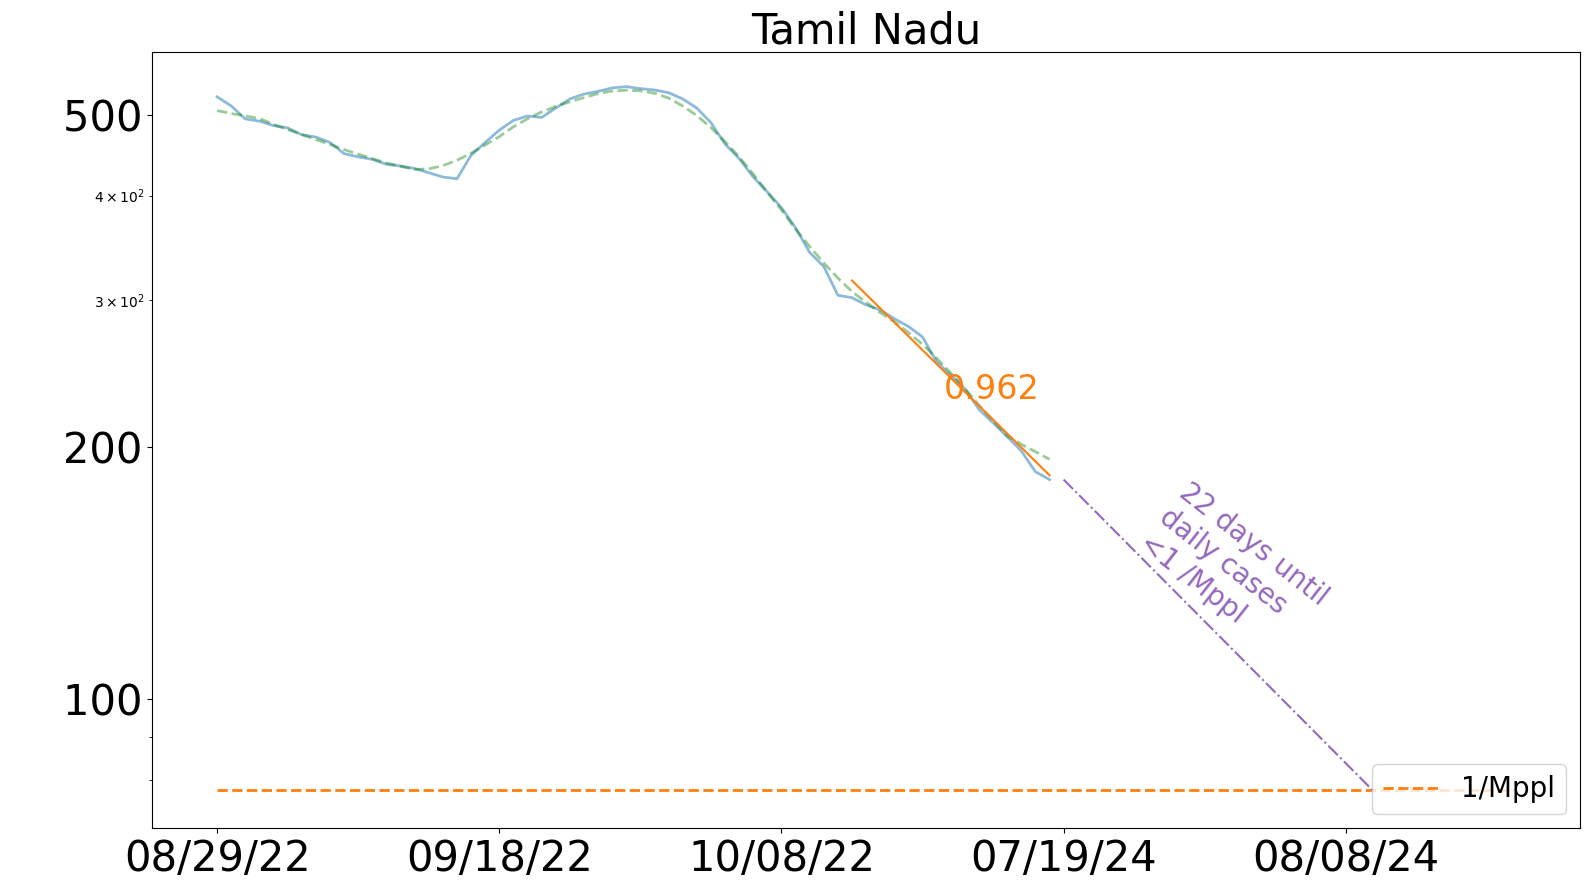 Tamil Nadu
500
4 × 10²
3 × 10²
200
100
0.962
22 days until
daily cases
<1 /Mppl
1/Mppl
08/29/22 09/18/22 10/08/22 07/19/24 08/08/24